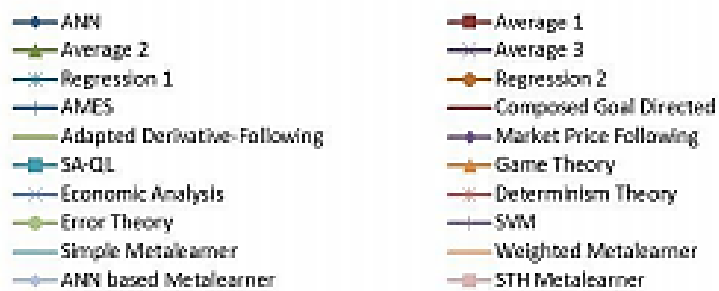 ANN Average 1
Average 2 Average 3
Regression 1 Regression 2
AMES Composed Goal Directed
Adapted Derivative-Following Market Price Following
SA-QL Game Theory
Economic Analysis Determinism Theory
Error Theory SVM
Simple Metalearner Weighted Metalearner
ANN based Metalearner STH Metalearner